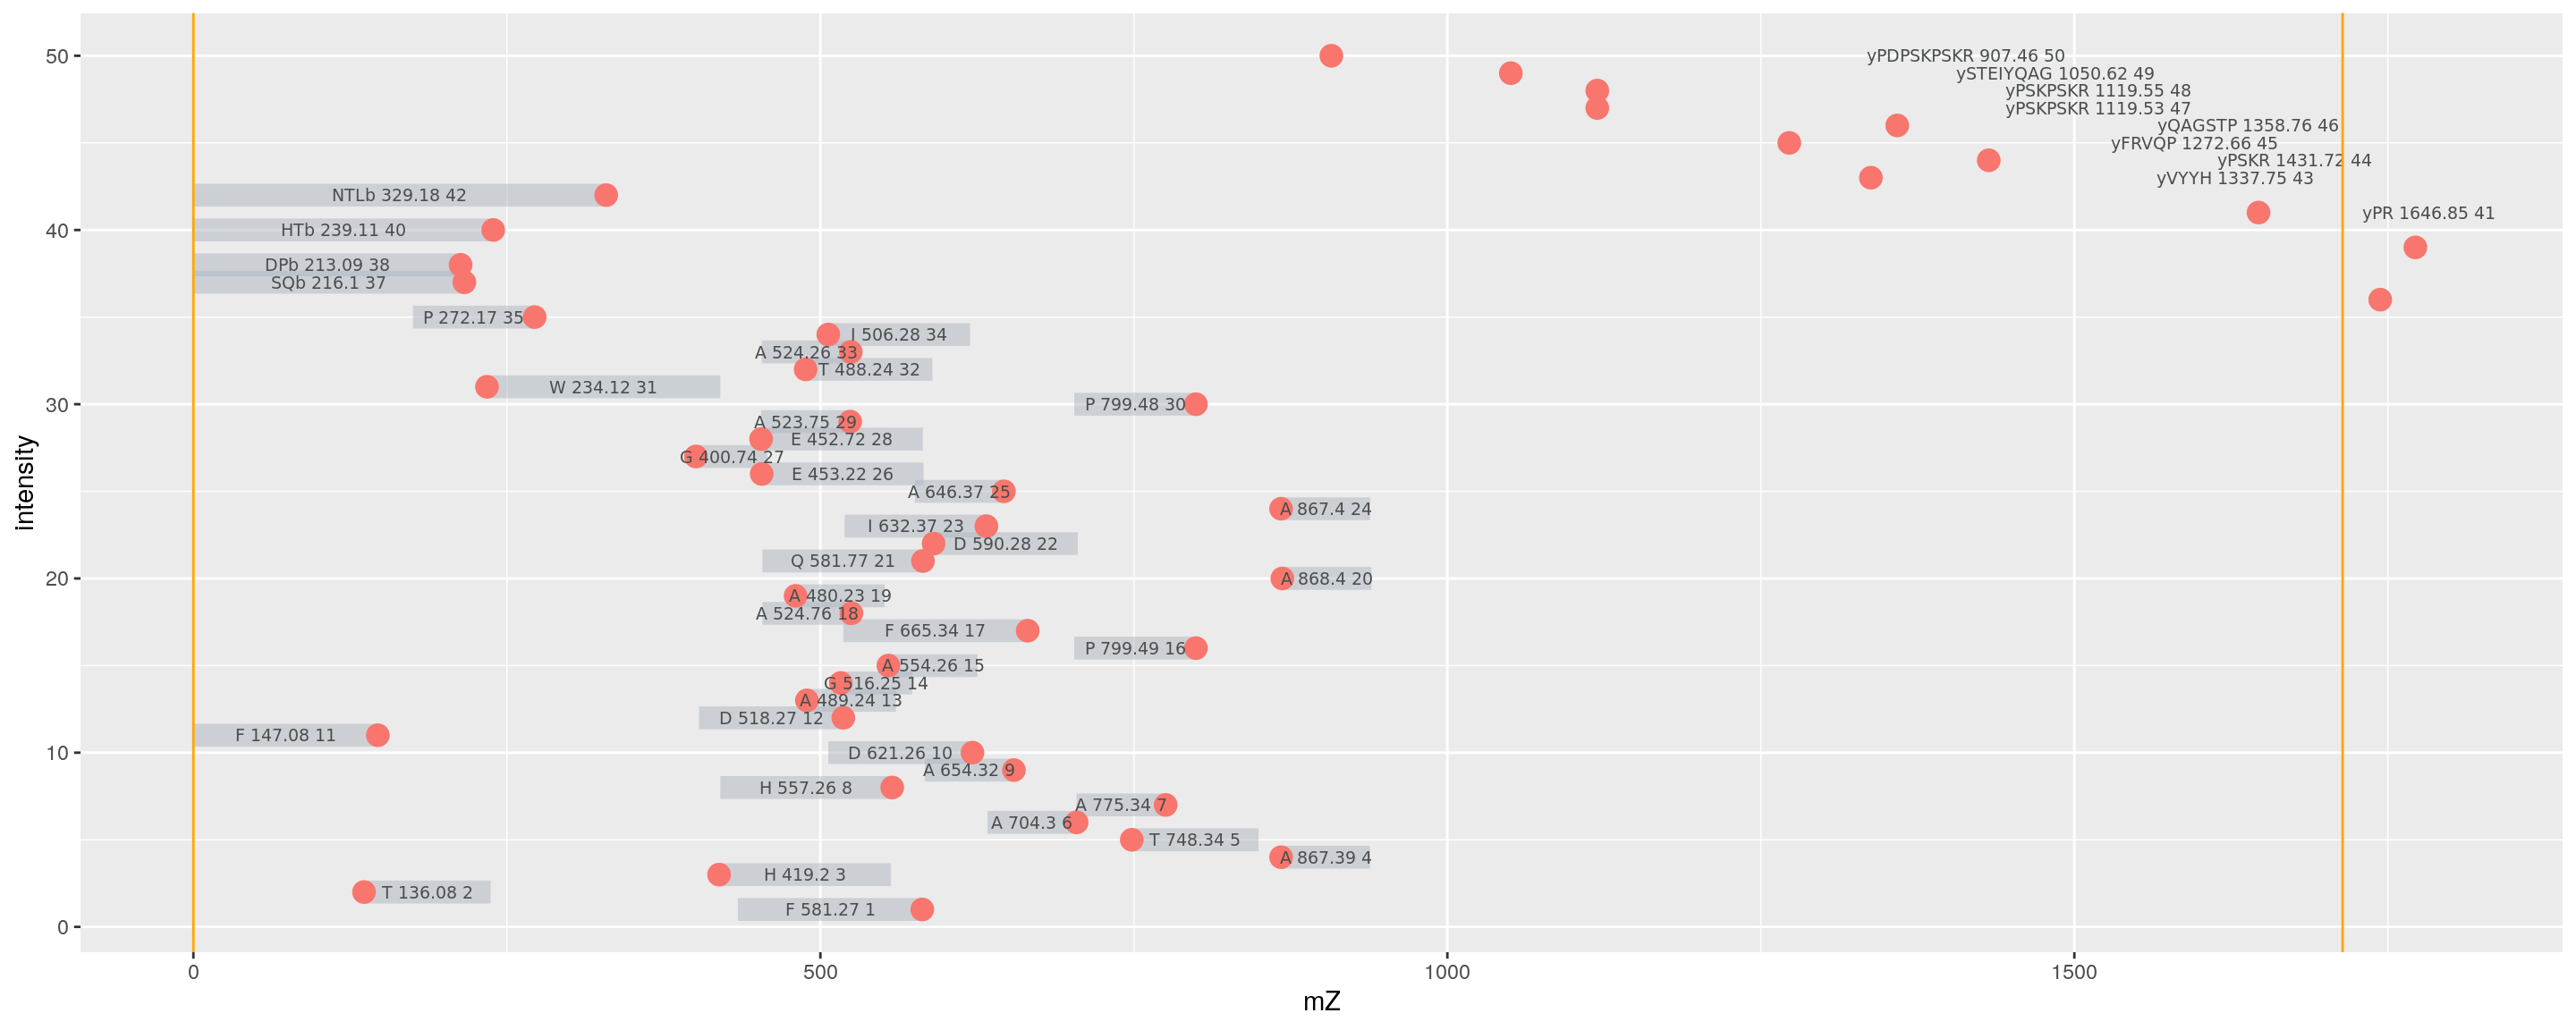 50
yPDPSKPSKR 907.46 50
ySTEIYQAG 1050.62 49
yPSKPSKR 1119.55 48
yPSKPSKR 1119.53 47
yQAGSTP 1358.76 46
yFRVQP 1272.66 45
yPSKR 1431.72 44
yVYYH 1337.75 43
NTLb 329.18 42
yPR 1646.85 41
40
HTb 239.11 40
DPb 213.09 38
SQb 216.1 37
P 272.17 35
I 506.28 34
A 524.26 33
T 488.24 32
W 234.12 31
30
P 799.48 30
A 523.75 29
E 452.72 28
G 400.74 27
E 453.22 26
A 646.37 25
A 867.4 24
I 632.37 23
D 590.28 22
Q 581.77 21
20
A 868.4 20
A 480.23 19
A 524.76 18
F 665.34 17
P 799.49 16
A 554.26 15
G 516.25 14
A 489.24 13
D 518.27 12
F 147.08 11
10
D 621.26 10
A 654.32 9
H 557.26 8
A 775.34 7
A 704.3 6
T 748.34 5
A 867.39 4
H 419.2 3
T 136.08 2
F 581.27 1
0
intensity
0 500 1000 1500
mZ